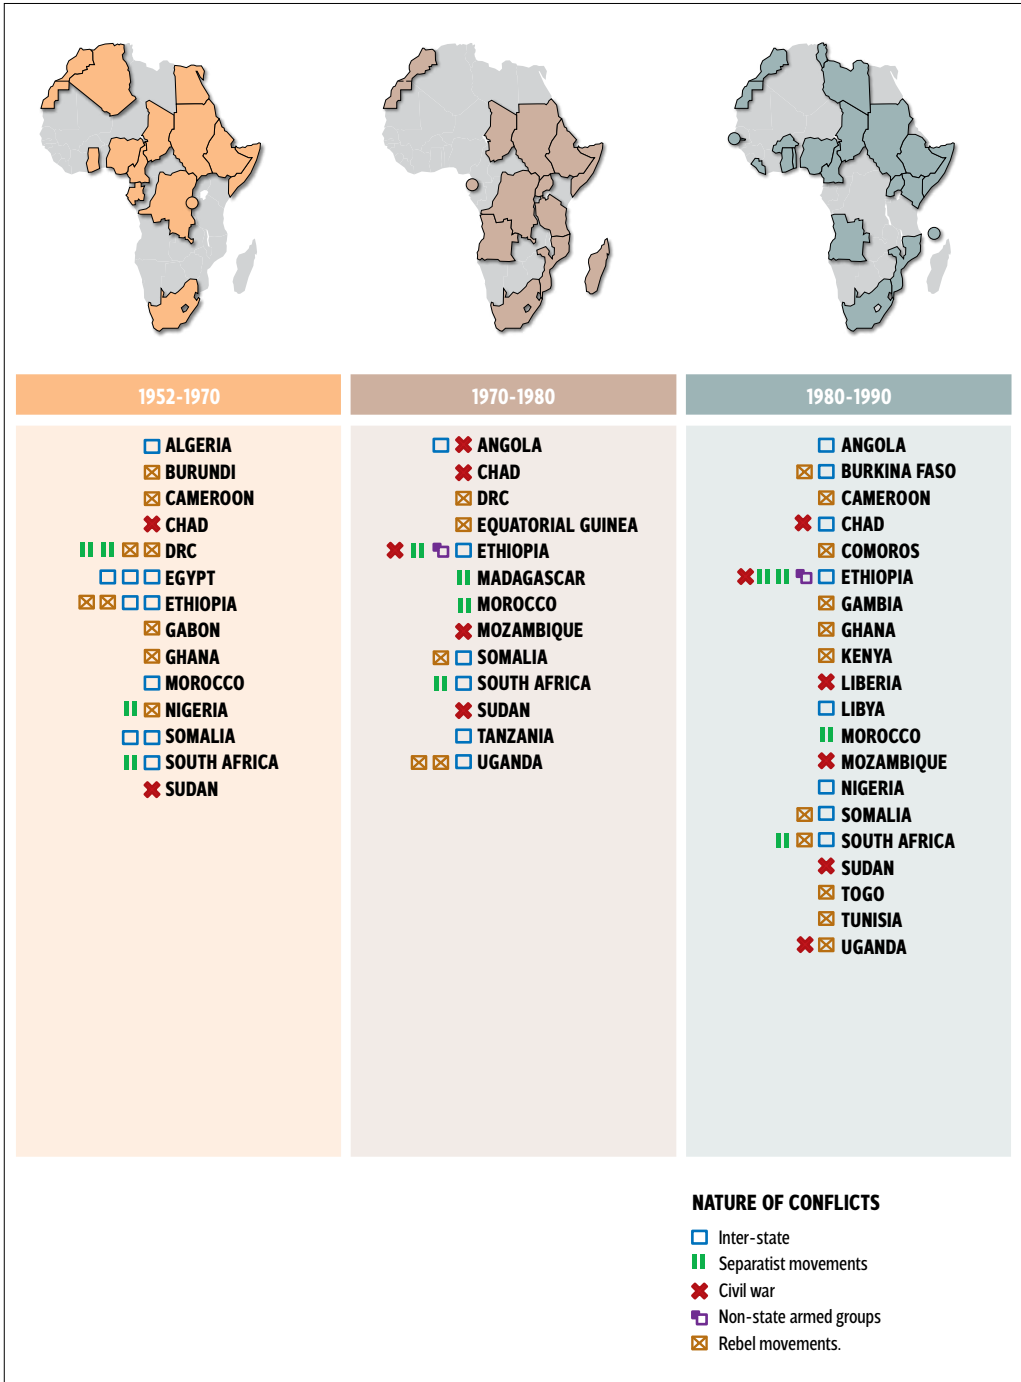 1952-1970
ALGERIA
BURUNDI
CAMEROON
CHAD
DRC
EGYPT
ETHIOPIA
GABON
GHANA
MOROCCO
NIGERIA
SOMALIA
SOUTH AFRICA
SUDAN
1970-1980
ANGOLA
CHAD
DRC
EQUATORIAL GUINEA
ETHIOPIA
MADAGASCAR
MOROCCO
MOZAMBIQUE
SOMALIA
SOUTH AFRICA
SUDAN
TANZANIA
UGANDA
1980-1990
ANGOLA
BURKINA FASO
CAMEROON
CHAD
COMOROS
ETHIOPIA
GAMBIA
GHANA
KENYA
LIBERIA
LIBYA
MOROCCO
MOZAMBIQUE
NIGERIA
SOMALIA
SOUTH AFRICA
SUDAN
TOGO
TUNISIA
UGANDA
NATURE OF CONFLICTS
Inter-state
Separatist movements
Civil war
Non-state armed groups
Rebel movements.